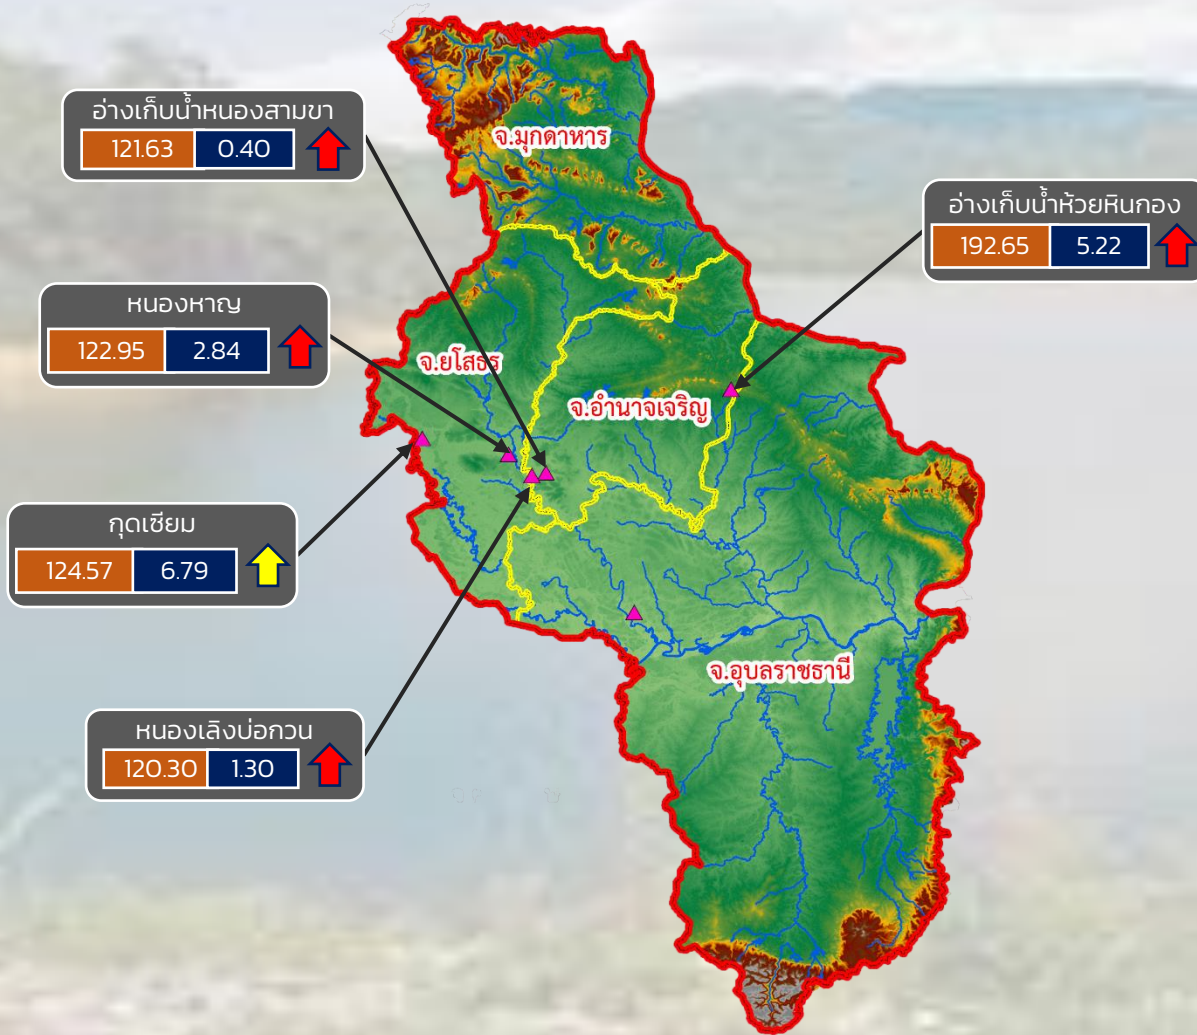 อ่างเก็บน้ำหนองสามขา
121.63 0.40
จ.มุกดาหาร
อ่างเก็บน้ำห้วยหินกอง
192.65 5.22
หนองหาญ
122.95 2.84
จ.ยโสธร
จ.อำนาจเจริญ
กุดเซียม
124.57 6.79
จ.อุบลราชธานี
หนองเลิงบ่อกวน
120.30 1.30